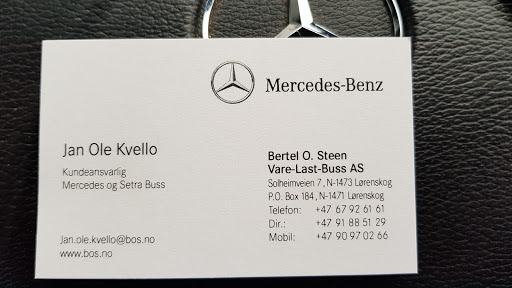 Mercedes-Benz
Jan Ole Kvello
Kundeansvarlig
Mercedes og Setra Buss
Jan.ole.kvello@bos.no
www.bos.no
Bertel O. Steen
Vare-Last-Buss AS
Solheimveien 7, N-1473 Lørenskog
P.O. Box 184, N-1471 Lørenskog
Telefon: +47 67 92 61 61
Dir.: +47 91 88 51 29
Mobil: +47 90 97 02 66